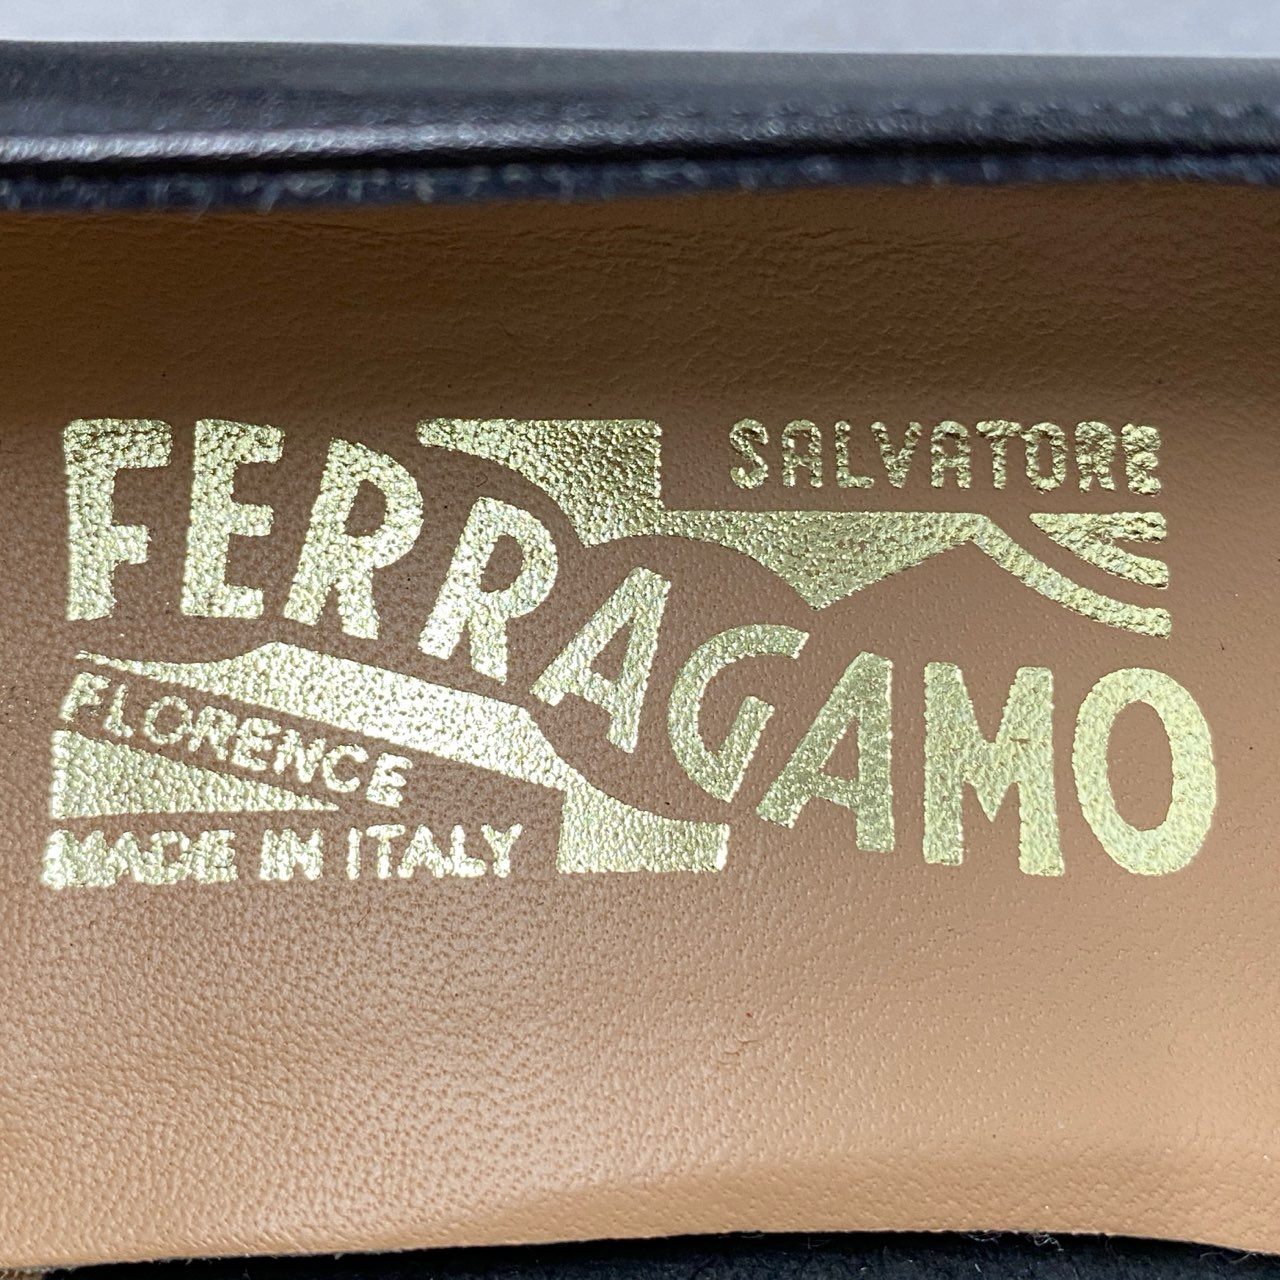 SALVATORE
FERRAGAMO
FLORENCE
MADE IN ITALY